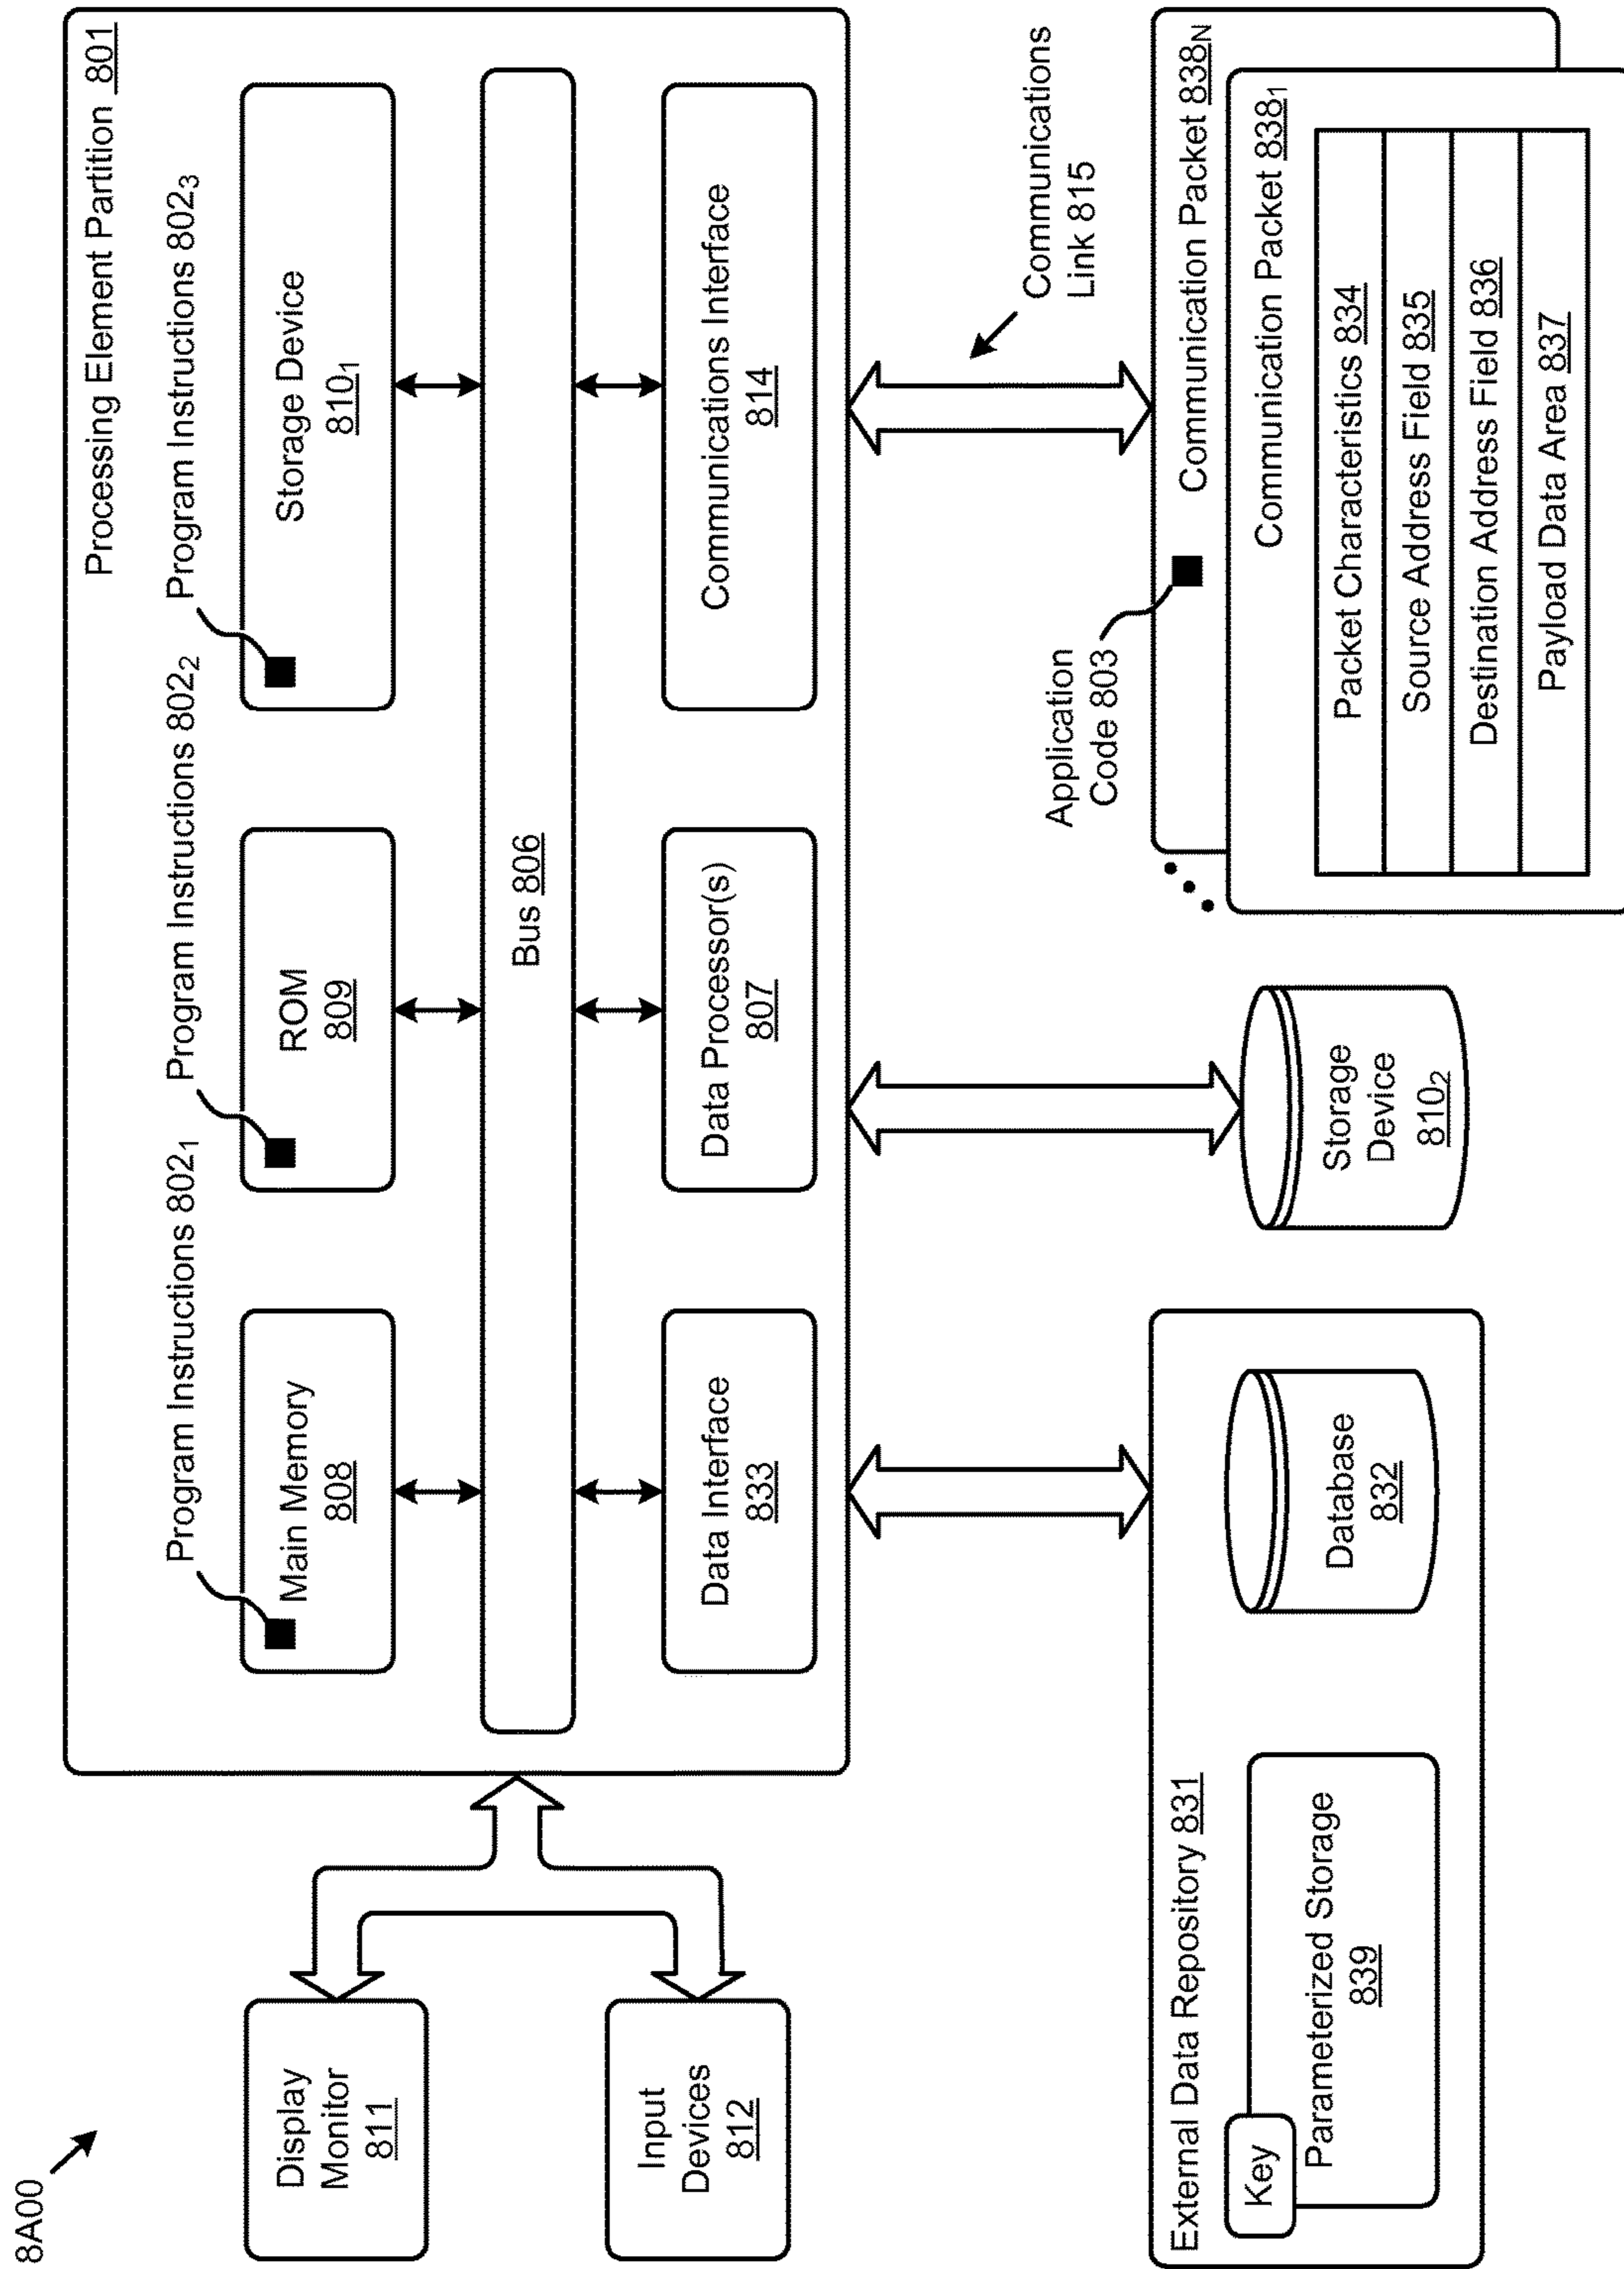 8A00
Processing Element Partition 801
Program Instructions 802₁
Program Instructions 802₂
Program Instructions 802₃
Main Memory
808
ROM
809
Storage Device
810₁
Display
Monitor
811
Bus 806
Input
Devices
812
Data Interface
833
Data Processor(s)
807
Communications Interface
814
Communications
Link 815
Application
Code 803
External Data Repository 831
Key
Parameterized Storage
839
Database
832
Storage
Device
810₂
Communication Packet 838N
Communication Packet 838₁
Packet Characteristics 834
Source Address Field 835
Destination Address Field 836
Payload Data Area 837